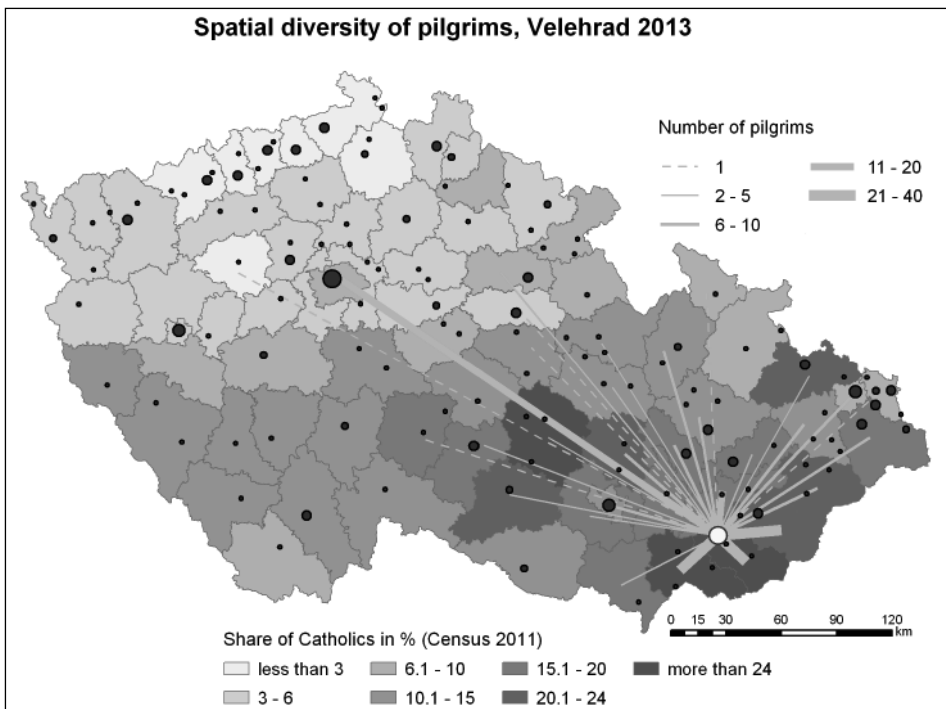 Spatial diversity of pilgrims, Velehrad 2013
Number of pilgrims
1
2 - 5
6 - 10
11 - 20
21 - 40
0 15 30 60 90 120
km
Share of Catholics in % (Census 2011)
less than 3
3 - 6
6.1 - 10
10.1 - 15
15.1 - 20
20.1 - 24
more than 24